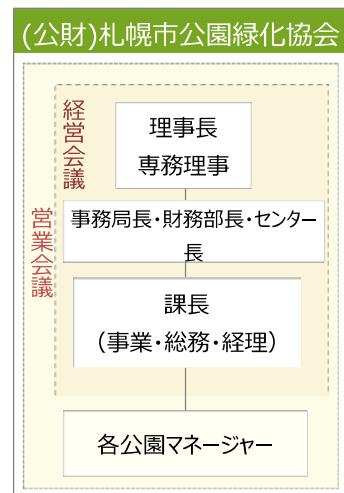 (公財)札幌市公園緑化協会
経営会議
理事長
専務理事
営業会議
事務局長・財務部長・センター
長
課長
（事業・総務・経理）
各公園マネージャー